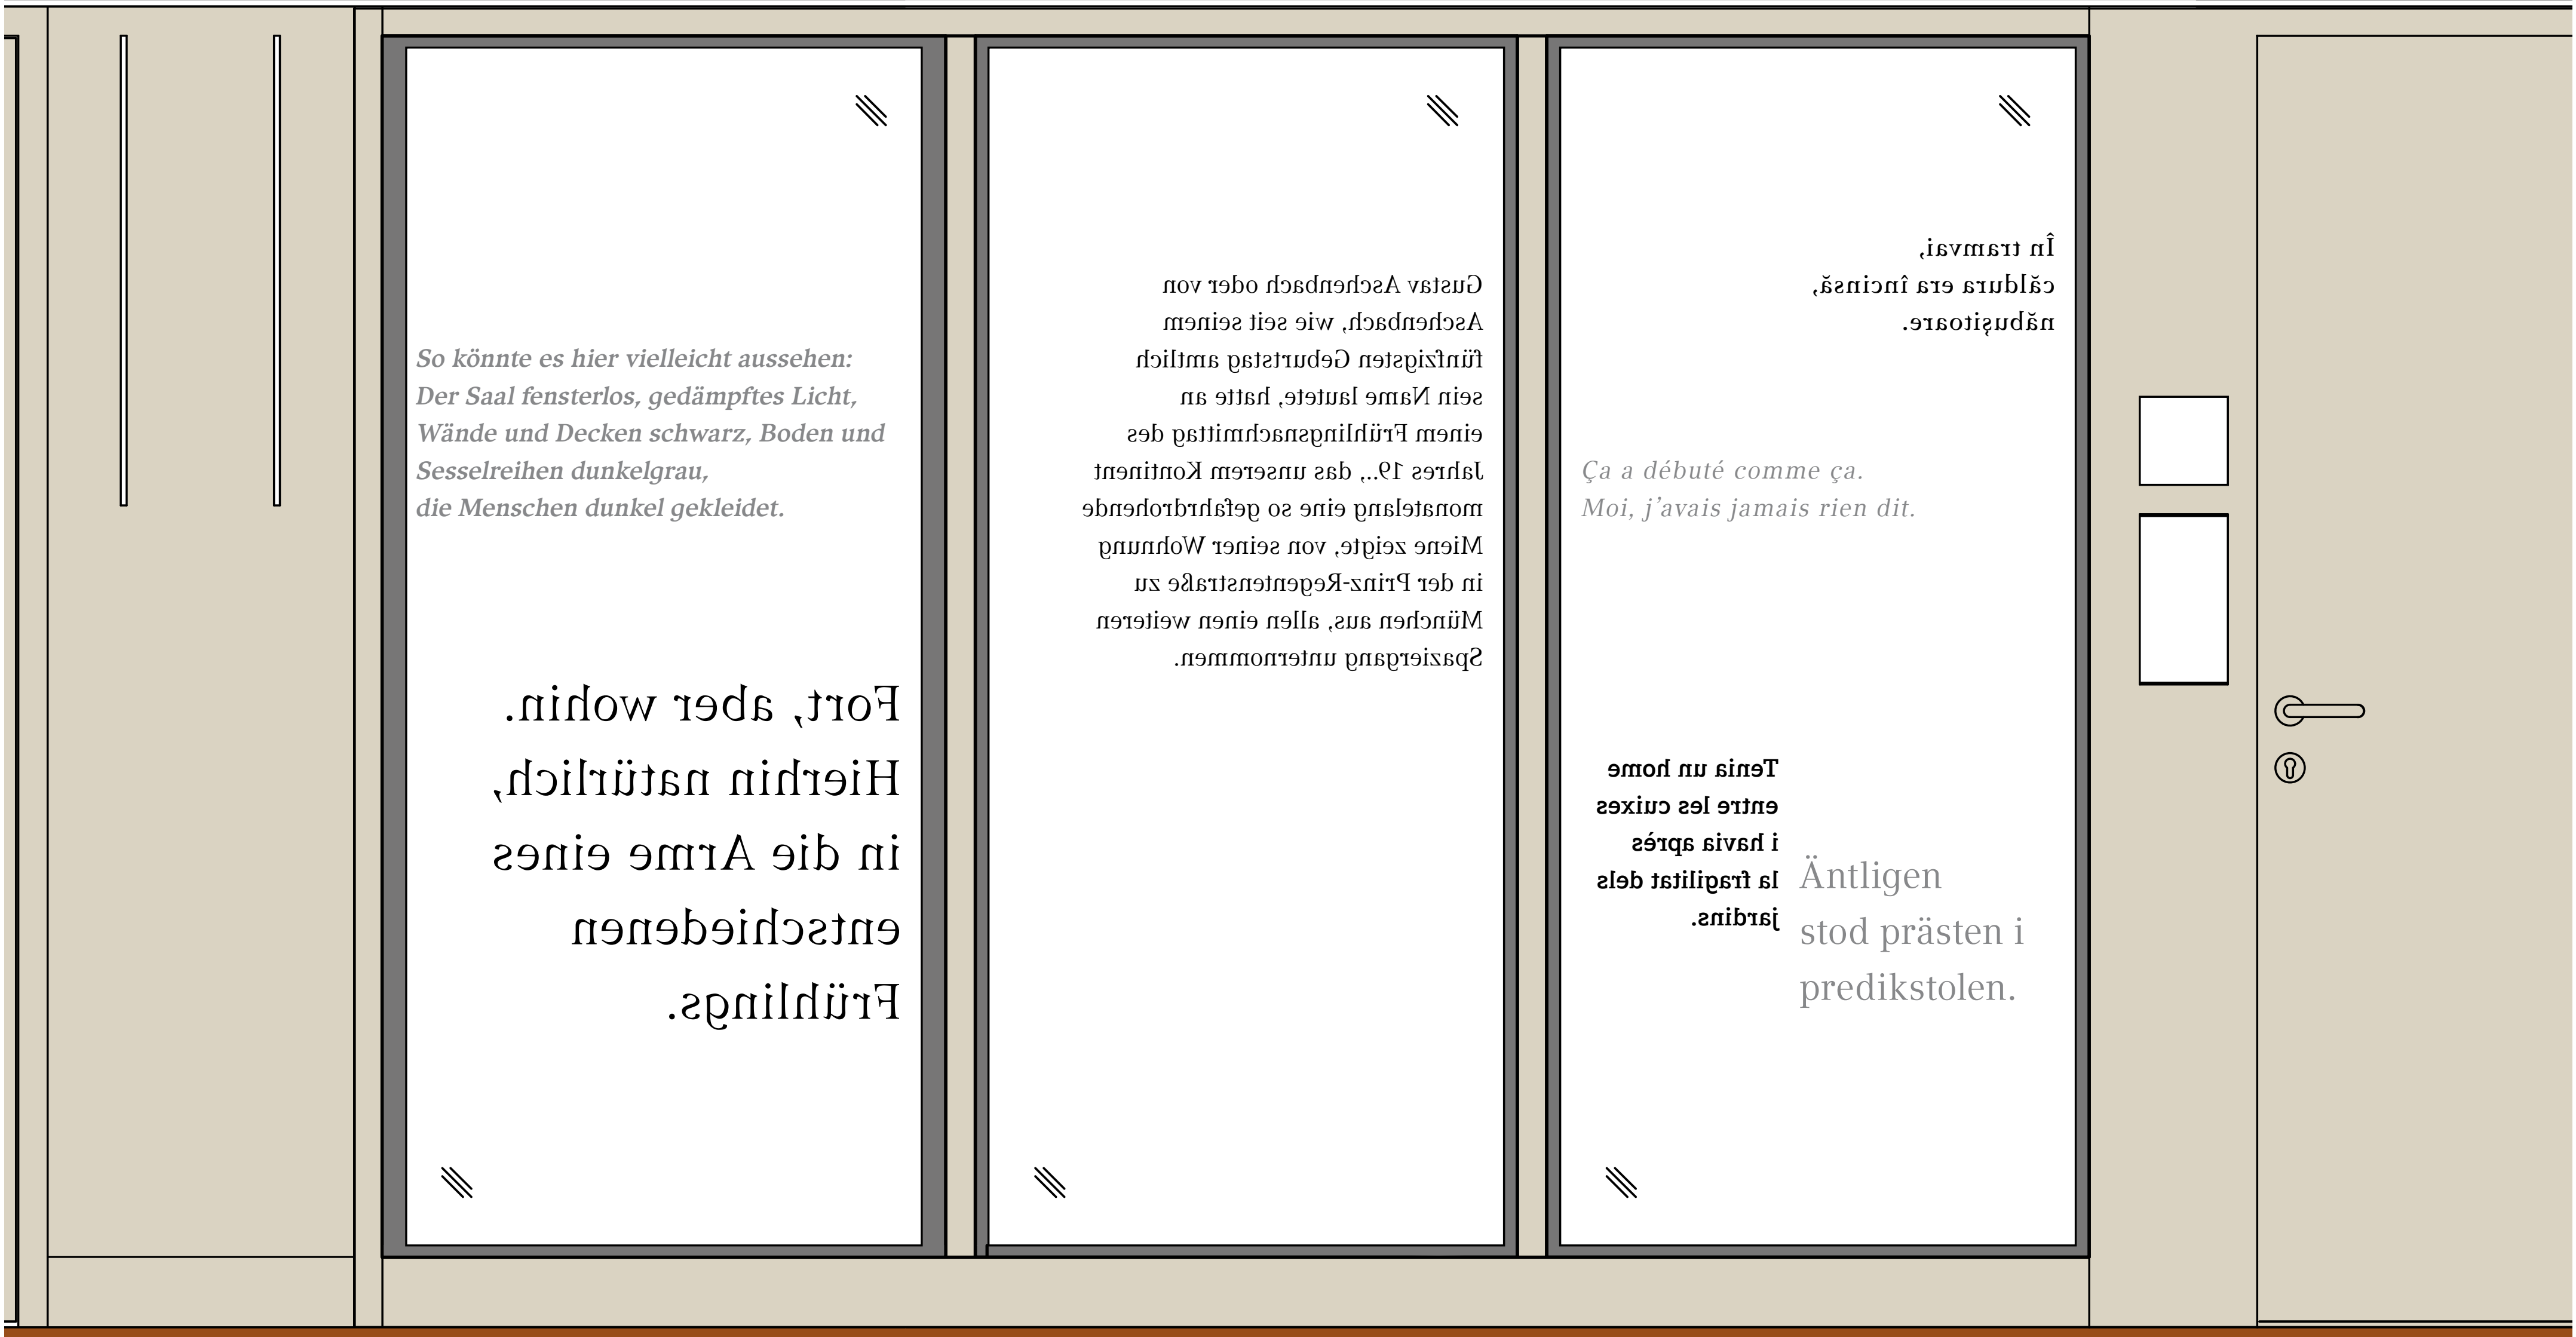 So könnte es hier vielleicht aussehen:
Der Saal fensterlos, gedämpftes Licht,
Wände und Decken schwarz, Boden und
Sesselreihen dunkelgrau,
die Menschen dunkel gekleidet.
Fort, aber wohin.
Hierhin natürlich,
in die Arme eines
entschiedenen
Frühlings.
Gustav Aschenbach oder von
Aschenbach, wie seit seinem
fünfzigsten Geburtstag amtlich
sein Name lautete, hatte an
einem Frühlingsnachmittag des
Jahres 19.., das unserem Kontinent
monatelang eine so gefahrdrohende
Miene zeigte, von seiner Wohnung
in der Prinz-Regentenstraße zu
München aus, allen einen weiteren
Spaziergang unternommen.
În tramvai,
căldura era încinsă,
năbușitoare.
Ça a débuté comme ça.
Moi, j’avais jamais rien dit.
Tenia un home
entre les cuixes
i havia après
la fragilitat dels
jardins.
Äntligen
stod prästen i
predikstolen.